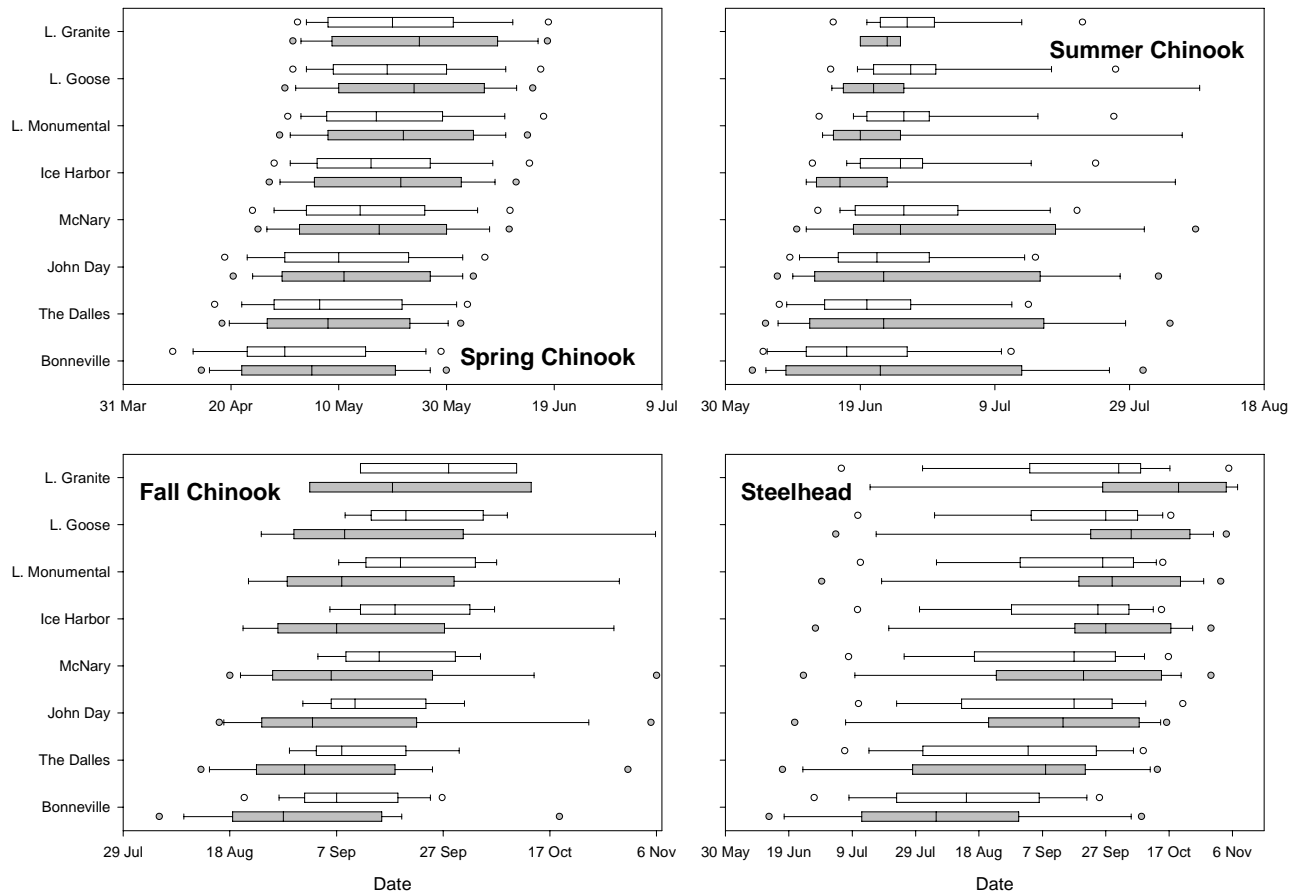 L. Granite
L. Goose
L. Monumental
Ice Harbor
McNary
John Day
The Dalles
Bonneville
Spring Chinook
31 Mar 20 Apr 10 May 30 May 19 Jun 9 Jul
Summer Chinook
30 May 19 Jun 9 Jul 29 Jul 18 Aug
L. Granite
L. Goose
L. Monumental
Ice Harbor
McNary
John Day
The Dalles
Bonneville
Fall Chinook
29 Jul 18 Aug 7 Sep 27 Sep 17 Oct 6 Nov
Date
Steelhead
30 May 19 Jun 9 Jul 29 Jul 18 Aug 7 Sep 27 Sep 17 Oct 6 Nov
Date